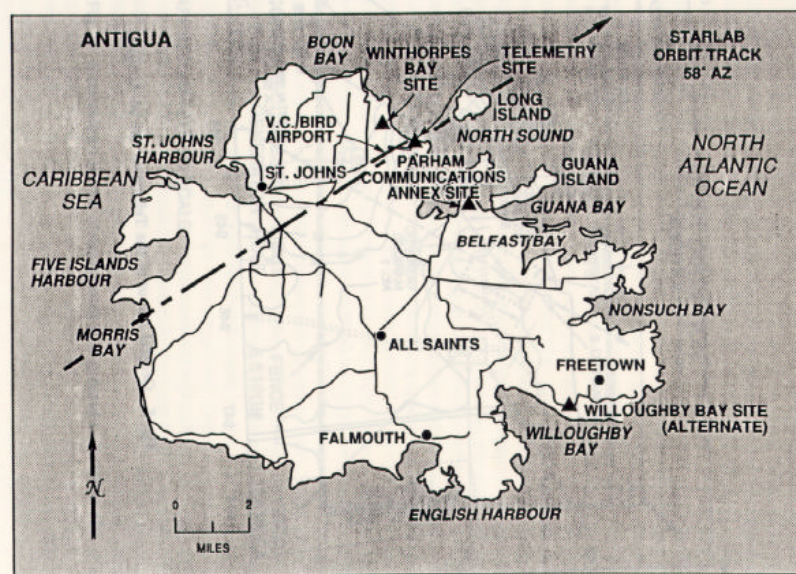 ANTIGUA
BOON
BAY
WINTHORPES
BAY
SITE
TELEMETRY
SITE
STARLAB
ORBIT TRACK
58° AZ
V.C. BIRD
AIRPORT
LONG
ISLAND
NORTH SOUND
ST. JOHNS
HARBOUR
ST. JOHNS
PARHAM
COMMUNICATIONS
ANNEX SITE
GUANA
ISLAND
NORTH
ATLANTIC
OCEAN
CARIBBEAN
SEA
GUANA BAY
BELFAST BAY
FIVE ISLANDS
HARBOUR
NONSUCH BAY
MORRIS
BAY
ALL SAINTS
FREETOWN
WILLOUGHBY BAY SITE
(ALTERNATE)
FALMOUTH
WILLOUGHBY
BAY
N
0 2
MILES
ENGLISH HARBOUR